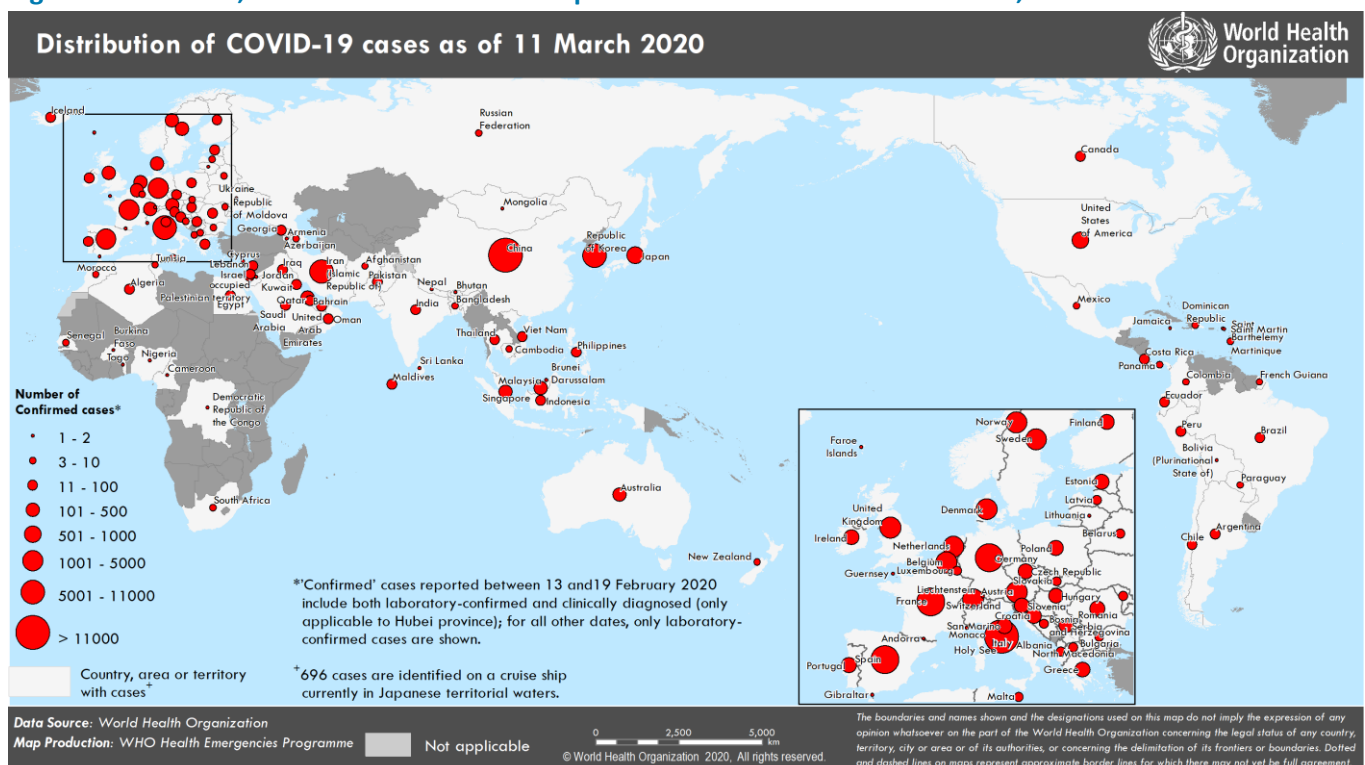 Distribution of COVID-19 cases as of 11 March 2020
World Health
Organization
Iceland
Russian
Federation
Canada
Ukraine
Republic
of Moldova
Georgia
Armenia
Azerbaijan
Mongolia
United
States
of America
China
Republic
of Korea
Japan
Cyprus
Lebanon
Israel
occupied
Palestinian territory
Iraq
Jordan
Kuwait
Iran
(Islamic
Republic of)
Afghanistan
Pakistan
Tunisia
Morocco
Algeria
Egypt
Qatar
Bahrain
Saudi
Arabia
United
Arab
Emirates
Oman
Nepal
Bhutan
India
Bangladesh
Thailand
Viet Nam
Cambodia
Philippines
Sri Lanka
Maldives
Brunei
Darussalam
Malaysia
Singapore
Indonesia
Senegal
Burkina
Faso
Togo
Nigeria
Cameroon
Democratic
Republic of
the Congo
South Africa
Australia
New Zealand
Mexico
Dominican
Republic
Jamaica
Saint Martin
Saint
Barthelemy
Martinique
Costa Rica
Panama
Colombia
French Guiana
Ecuador
Peru
Brazil
Bolivia
(Plurinational
State of)
Paraguay
Chile
Argentina
Number of
Confirmed cases*
1 - 2
3 - 10
11 - 100
101 - 500
501 - 1000
1001 - 5000
5001 - 11000
> 11000
Country, area or territory
with cases+
*'Confirmed' cases reported between 13 and19 February 2020
include both laboratory-confirmed and clinically diagnosed (only
applicable to Hubei province); for all other dates, only laboratory-
confirmed cases are shown.
+696 cases are identified on a cruise ship
currently in Japanese territorial waters.
Norway
Sweden
Finland
Faroe
Islands
Estonia
Latvia
Lithuania
Denmark
United
Kingdom
Ireland
Belarus
Netherlands
Poland
Belgium
Germany
Guernsey
Luxembourg
Czech Republic
Slovakia
Liechtenstein
Austria
Hungary
France
Switzerland
Slovenia
Croatia
Romania
San Marino
Monaco
Bosnia
and Herzegovina
Serbia
Andorra
Italy
Holy See
Albania
Bulgaria
North Macedonia
Portugal
Spain
Greece
Gibraltar
Malta
Data Source: World Health Organization
Map Production: WHO Health Emergencies Programme
Not applicable
0 2,500 5,000
km
© World Health Organization 2020, All rights reserved.
The boundaries and names shown and the designations used on this map do not imply the expression of any
opinion whatsoever on the part of the World Health Organization concerning the legal status of any country,
territory, city or area or of its authorities, or concerning the delimitation of its frontiers or boundaries. Dotted
and dashed lines on maps represent approximate border lines for which there may not yet be full agreement.